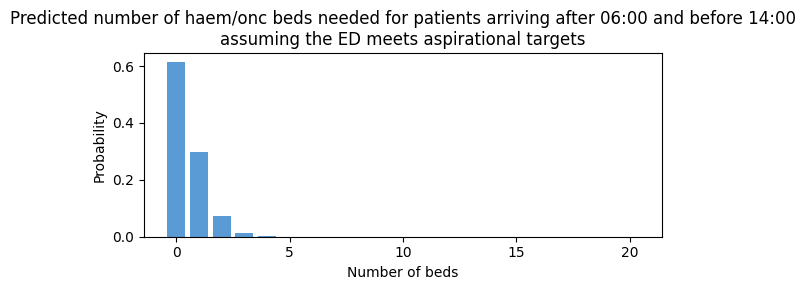 Predicted number of haem/onc beds needed for patients arriving after 06:00 and before 14:00
assuming the ED meets aspirational targets
Probability
0.6
0.4
0.2
0.0
0
5
10
15
20
Number of beds